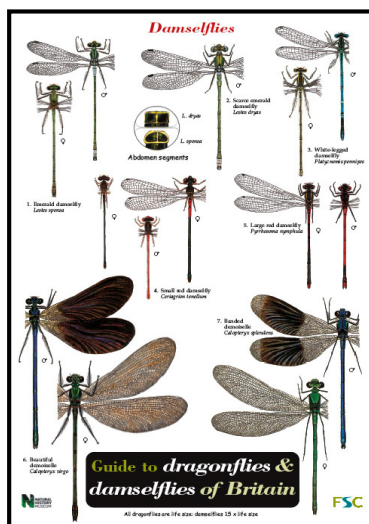 Damselflies
2. Scarce emerald
damselfly
Lestes dryas
L. dryas
L. sponsa
Abdomen segments
3. White-legged
damselfly
Platycnemis pennipes
1. Emerald damselfly
Lestes sponsa
4. Small red damselfly
Ceriagrion tenellum
5. Large red damselfly
Pyrrhosoma nymphula
7. Banded
demoiselle
Calopteryx splendens
6. Beautiful
demoiselle
Calopteryx virgo
Guide to dragonflies &
damselflies of Britain
NATURAL
HISTORY
MUSEUM
All dragonflies are life size: damselflies 1.5 x life size
FSC